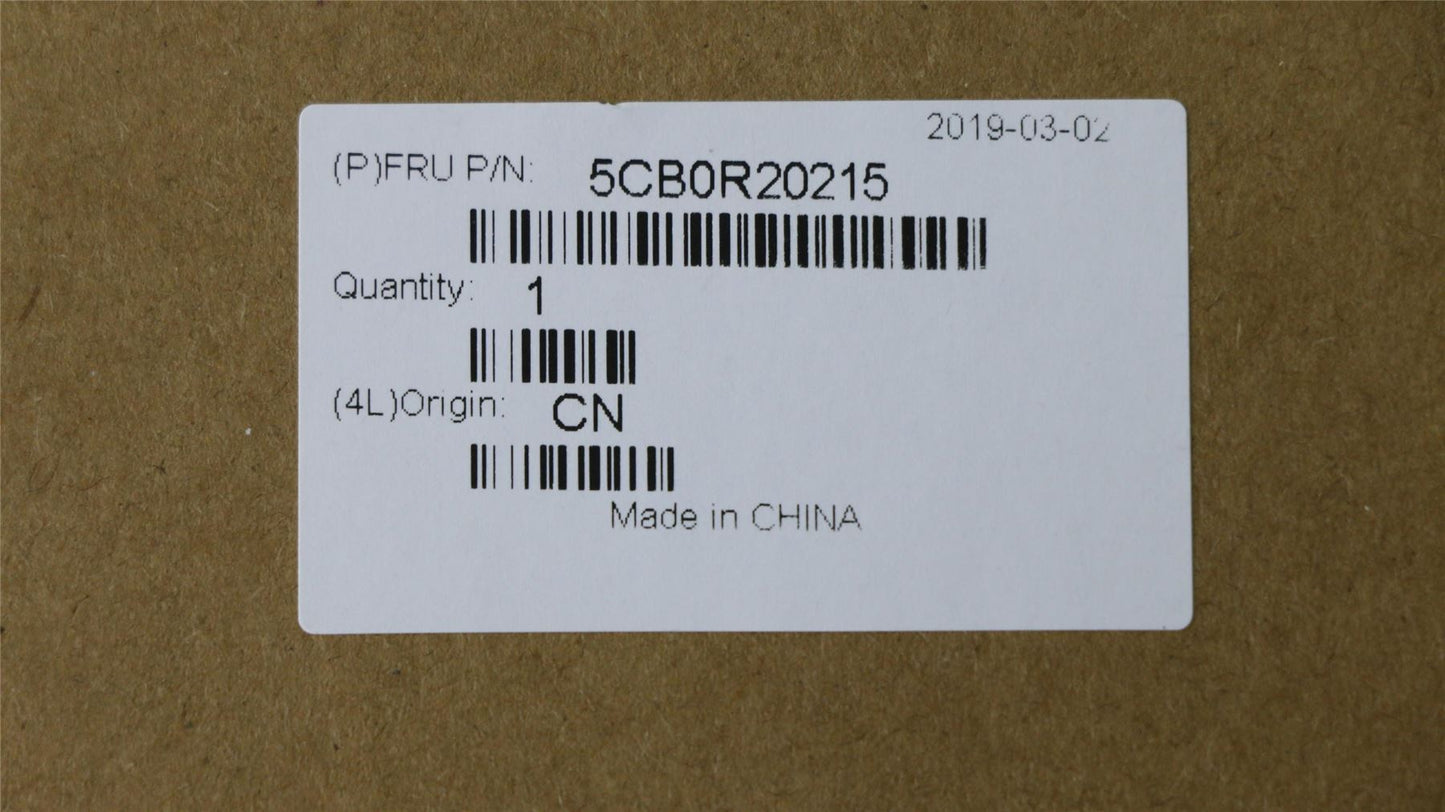 2019-03-02
(P)FRU P/N: 5CB0R20215
Quantity: 1
(4L)Origin: CN
Made in CHINA